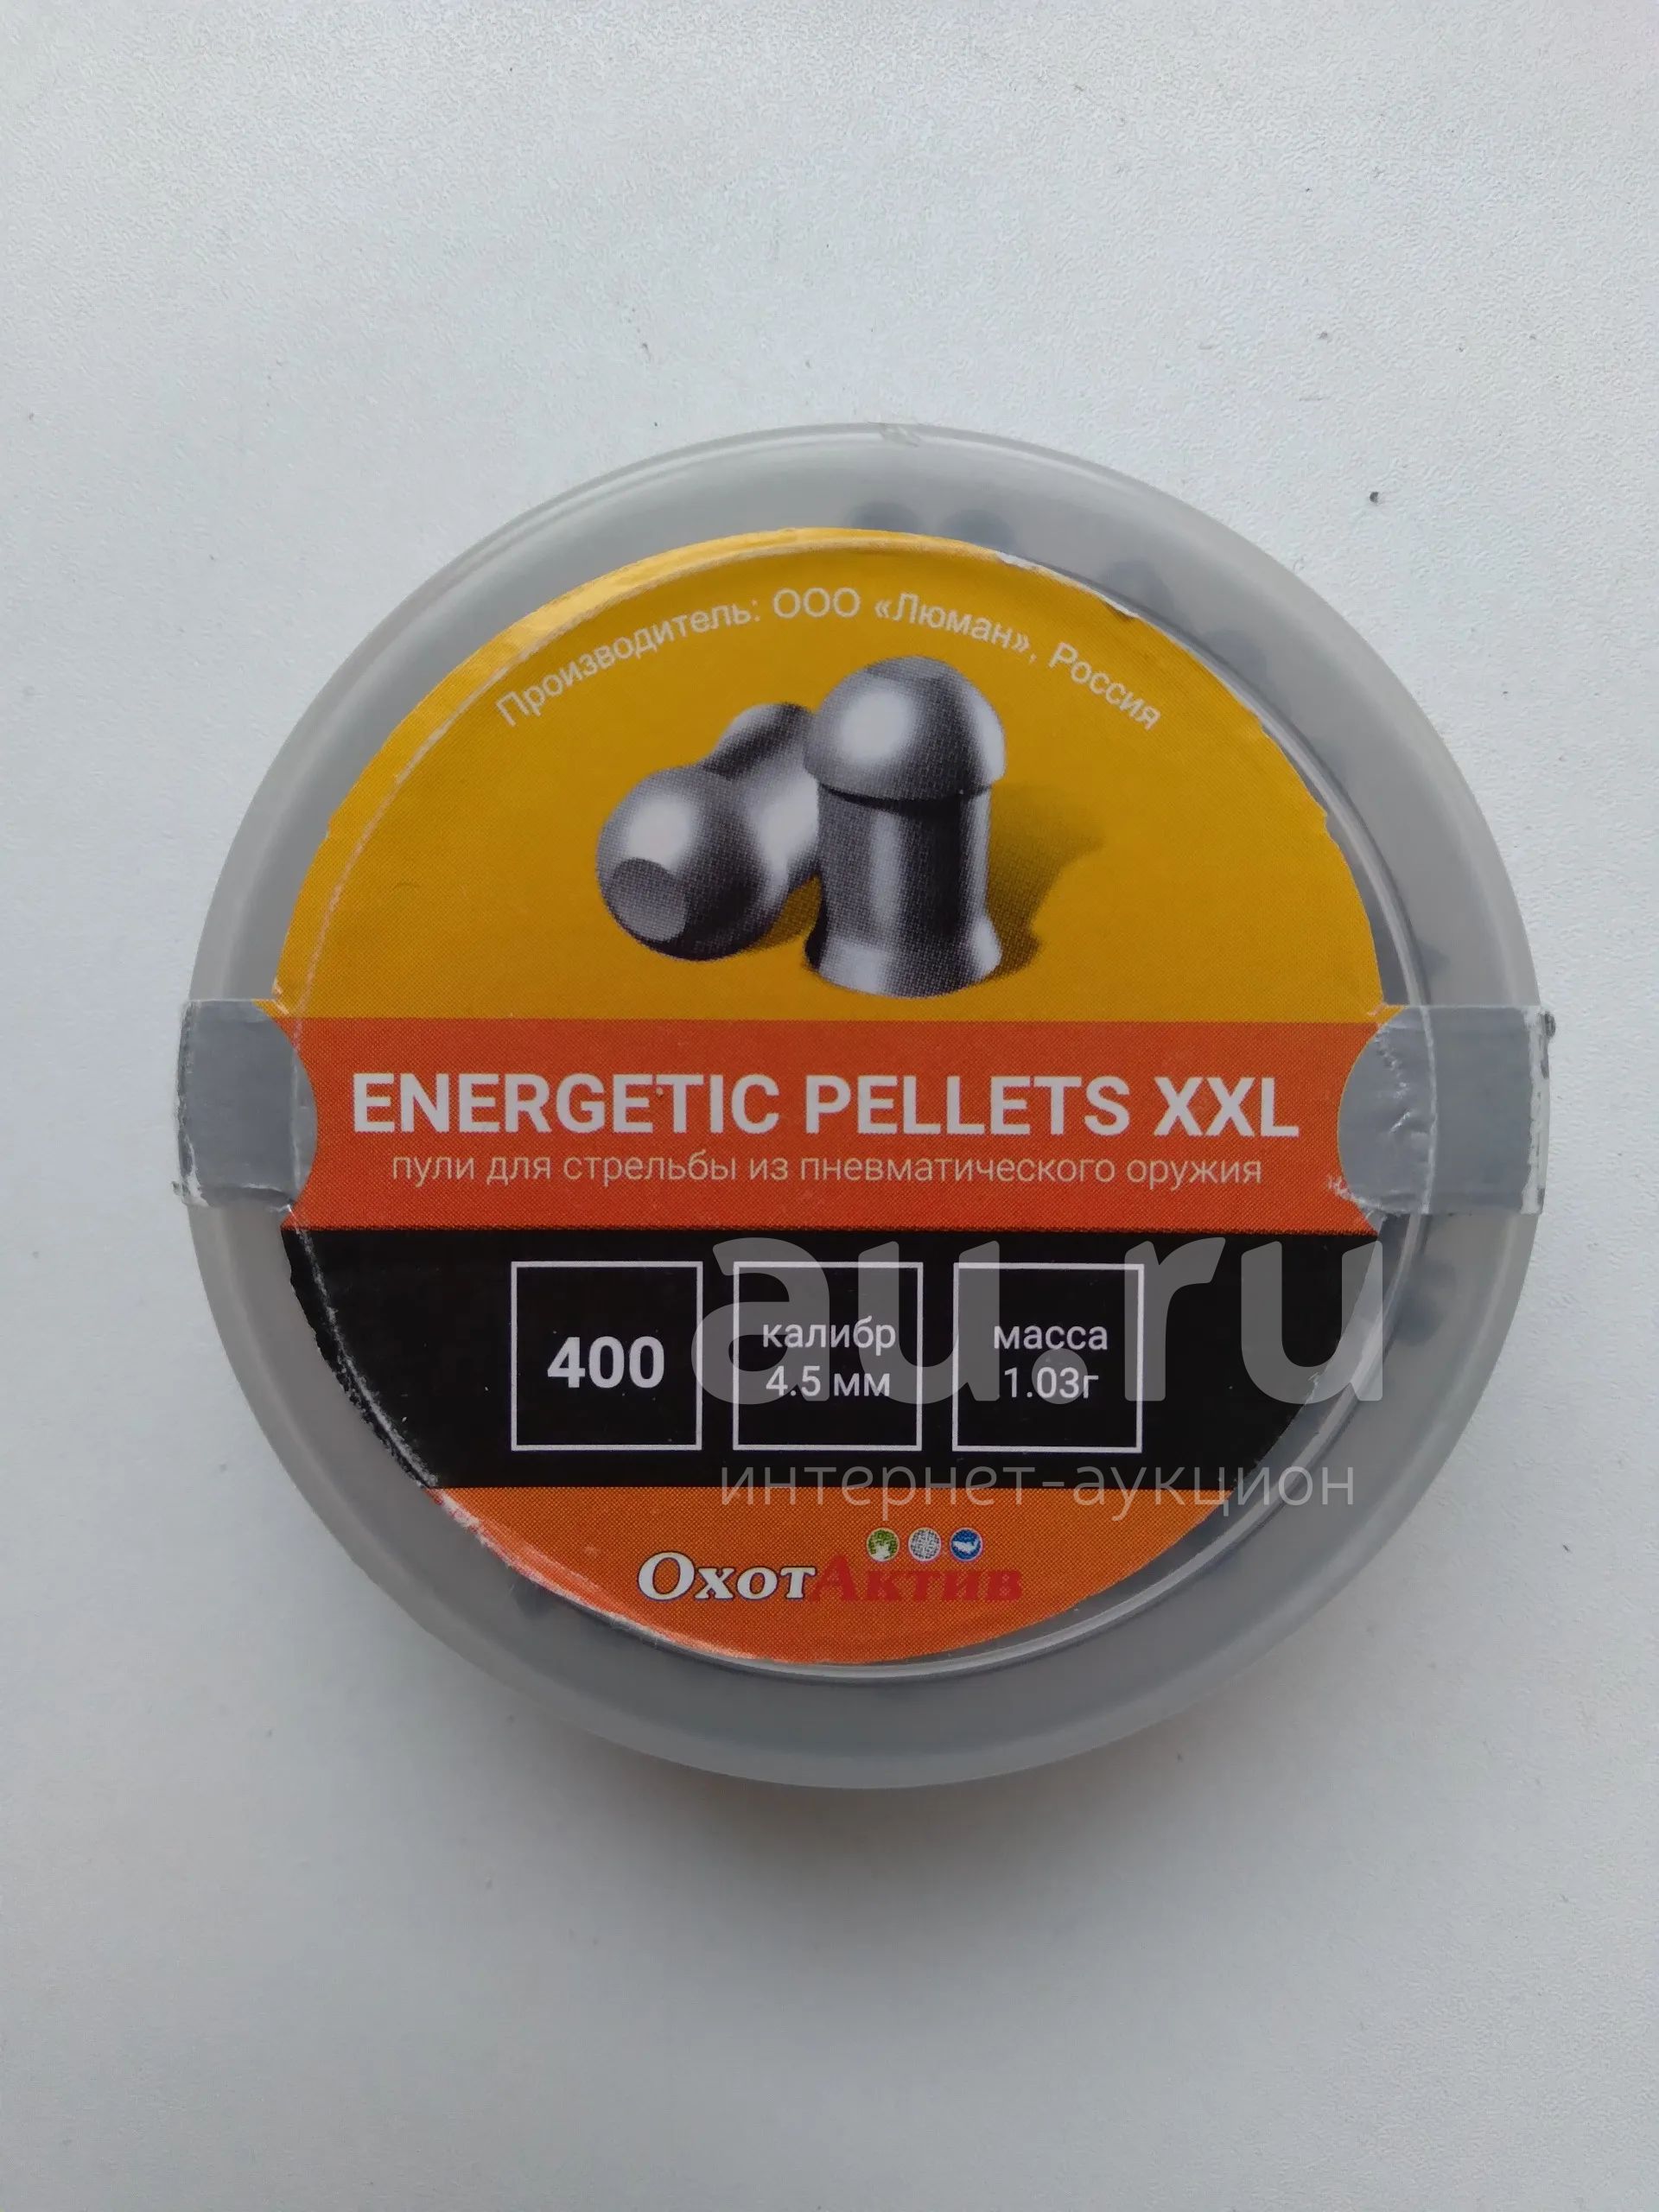 Производитель: ООО «Люман», Россия
ENERGETIC PELLETS XXL
пули для стрельбы из пневматического оружия
400
калибр
4.5 мм
масса
1.03г
au.ru
интернет-аукцион
ОхотАктив